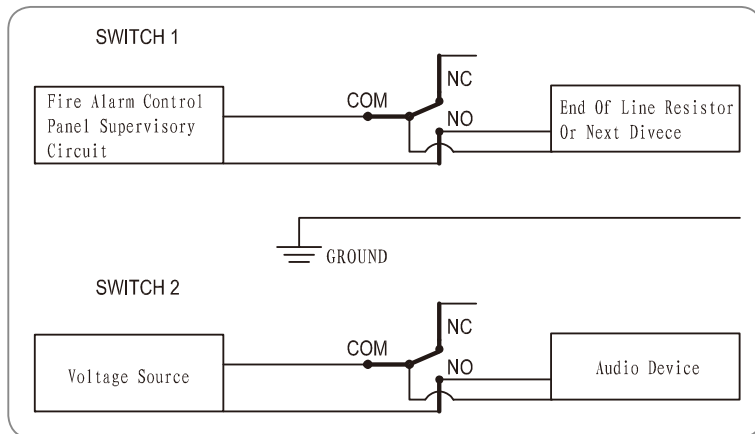 SWITCH 1
NC
COM
Fire Alarm Control
Panel Supervisory
Circuit
NO
End Of Line Resistor
Or Next Divece
GROUND
SWITCH 2
NC
COM
NO
Voltage Source
Audio Device